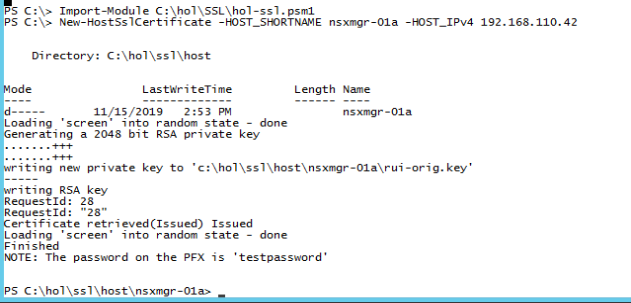 PS C:\> Import-Module C:\hol\SSL\hol-ssl.psm1
PS C:\> New-HostSslCertificate -HOST_SHORTNAME nsxmgr-01a -HOST_IPv4 192.168.110.42
Directory: C:\hol\ssl\host
Mode LastWriteTime Length Name
---- ------------- ------ ----
d----- 11/15/2019 2:53 PM nsxmgr-01a
Loading 'screen' into random state - done
Generating a 2048 bit RSA private key
.......+++
.......+++
writing new private key to 'c:\hol\ssl\host\nsxmgr-01a\rui-orig.key'
-----
writing RSA key
RequestId: 28
RequestId: "28"
Certificate retrieved(Issued) Issued
Loading 'screen' into random state - done
Finished
NOTE: The password on the PFX is 'testpassword'
PS C:\hol\ssl\host\nsxmgr-01a> _